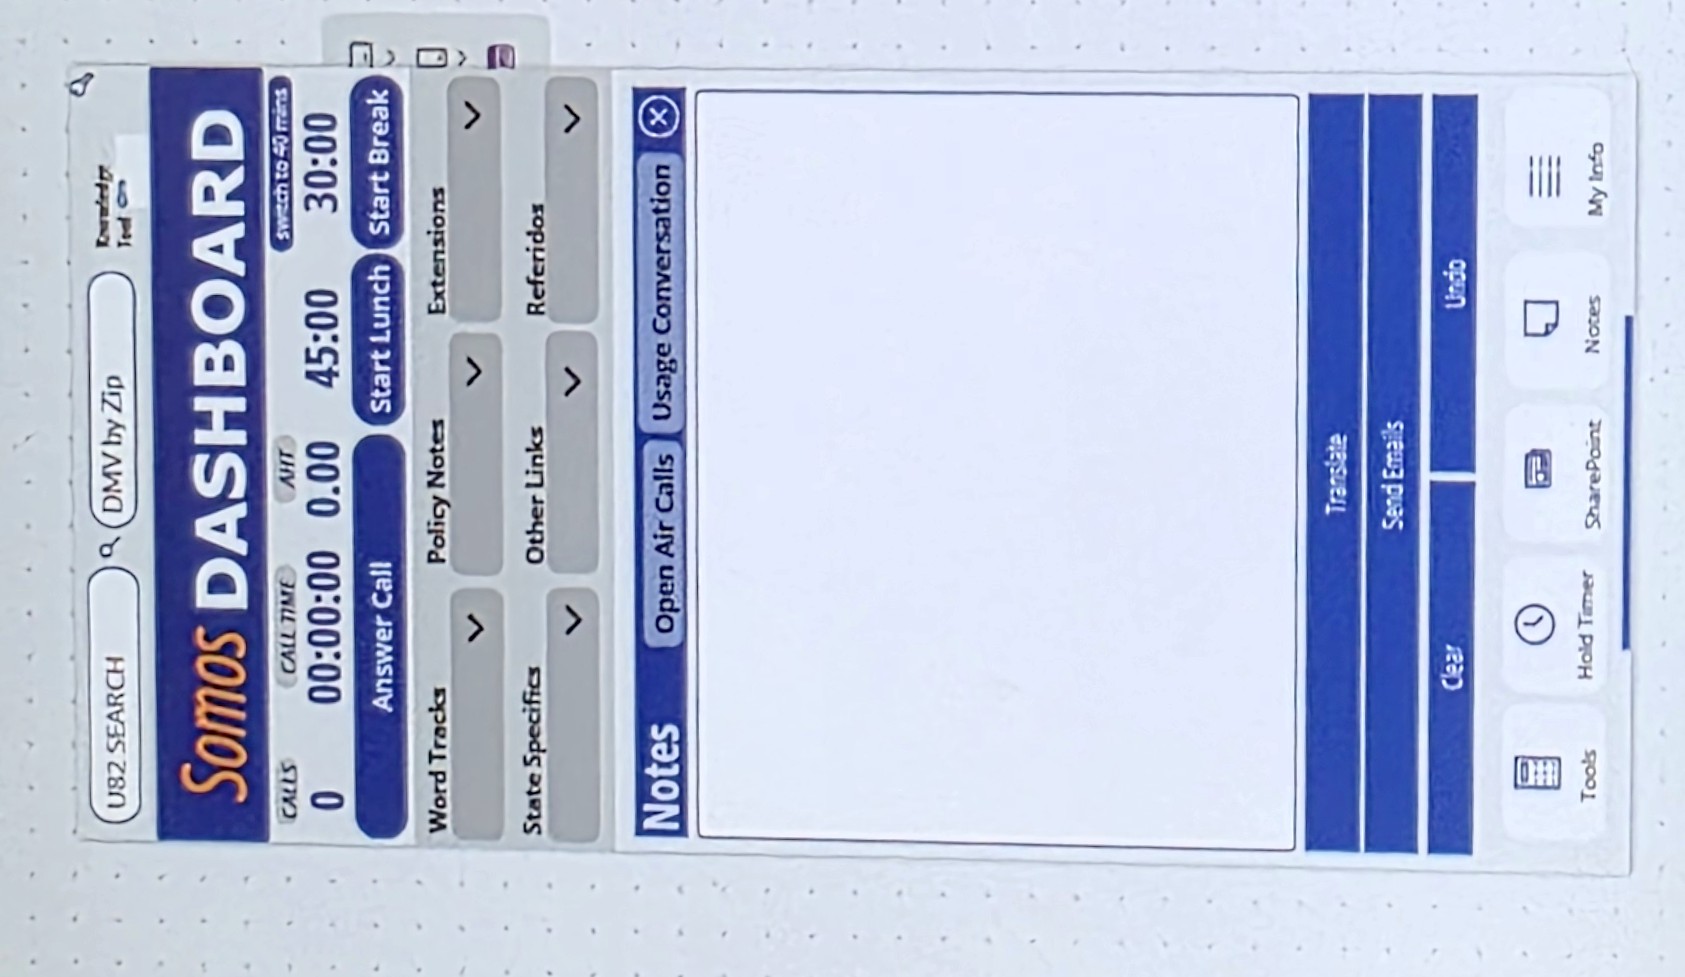 U82 SEARCH
DMV by Zip
Knowledge
Tool
Somos DASHBOARD
CALLS
CALL TIME
AHT
switch to 40 mins
0
00:00:00
0.00
45:00
30:00
Answer Call
Start Lunch
Start Break
Word Tracks
Policy Notes
Extensions
State Specifics
Other Links
Referidos
Notes
Open Air Calls
Usage Conversation
Translate
Send Emails
Clear
Undo
Tools
Hold Timer
SharePoint
Notes
My Info